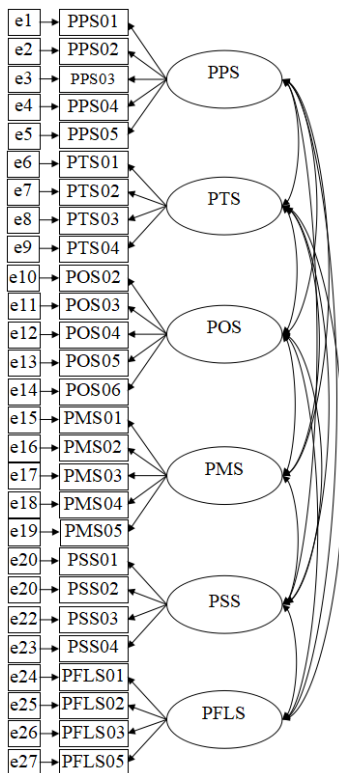 e1 PPS01
e2 PPS02
e3 PPS03
e4 PPS04
e5 PPS05
PPS
e6 PTS01
e7 PTS02
e8 PTS03
e9 PTS04
PTS
e10 POS02
e11 POS03
e12 POS04
e13 POS05
e14 POS06
POS
e15 PMS01
e16 PMS02
e17 PMS03
e18 PMS04
e19 PMS05
PMS
e20 PSS01
e20 PSS02
e22 PSS03
e23 PSS04
PSS
e24 PFLS01
e25 PFLS02
e26 PFLS03
e27 PFLS05
PFLS